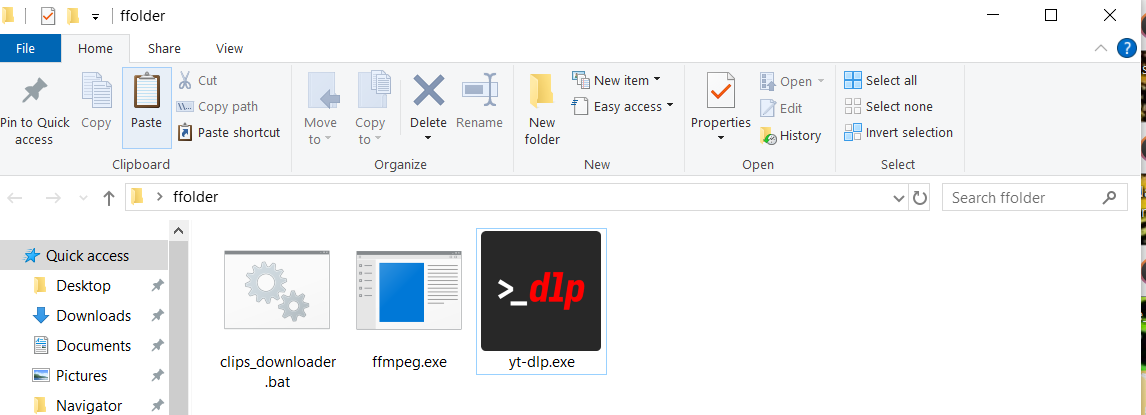 ffolder
File
Home
Share
View
Pin to Quick
access
Copy
Paste
Cut
Copy path
Paste shortcut
Clipboard
Move
to
Copy
to
Delete
Rename
Organize
New
folder
New item
Easy access
New
Properties
Open
Edit
History
Open
Select all
Select none
Invert selection
Select
ffolder
Search ffolder
Quick access
Desktop
Downloads
Documents
Pictures
Navigator
clips_downloader
.bat
ffmpeg.exe
>_dlp
yt-dlp.exe